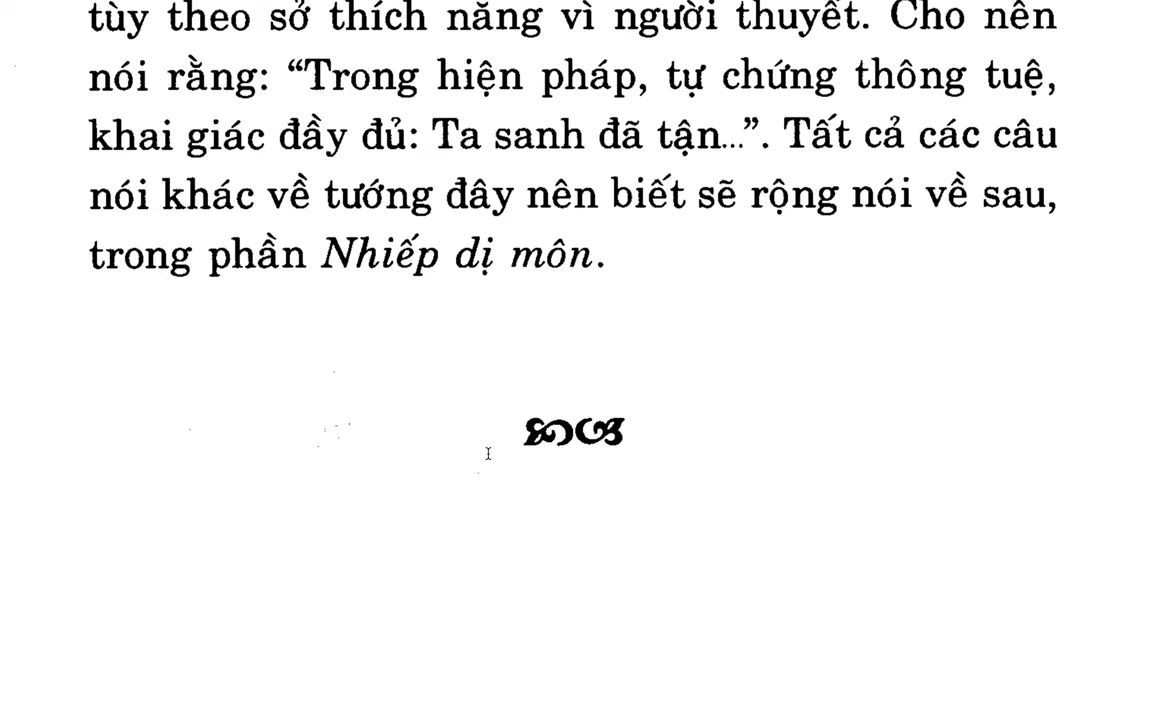 tùy theo sở thích năng vì người thuyết. Cho nên
nói rằng: “Trong hiện pháp, tự chứng thông tuệ,
khai giác đầy đủ: Ta sanh đã tận...”. Tất cả các câu
nói khác về tướng đây nên biết sẽ rộng nói về sau,
trong phần Nhiếp dị môn.